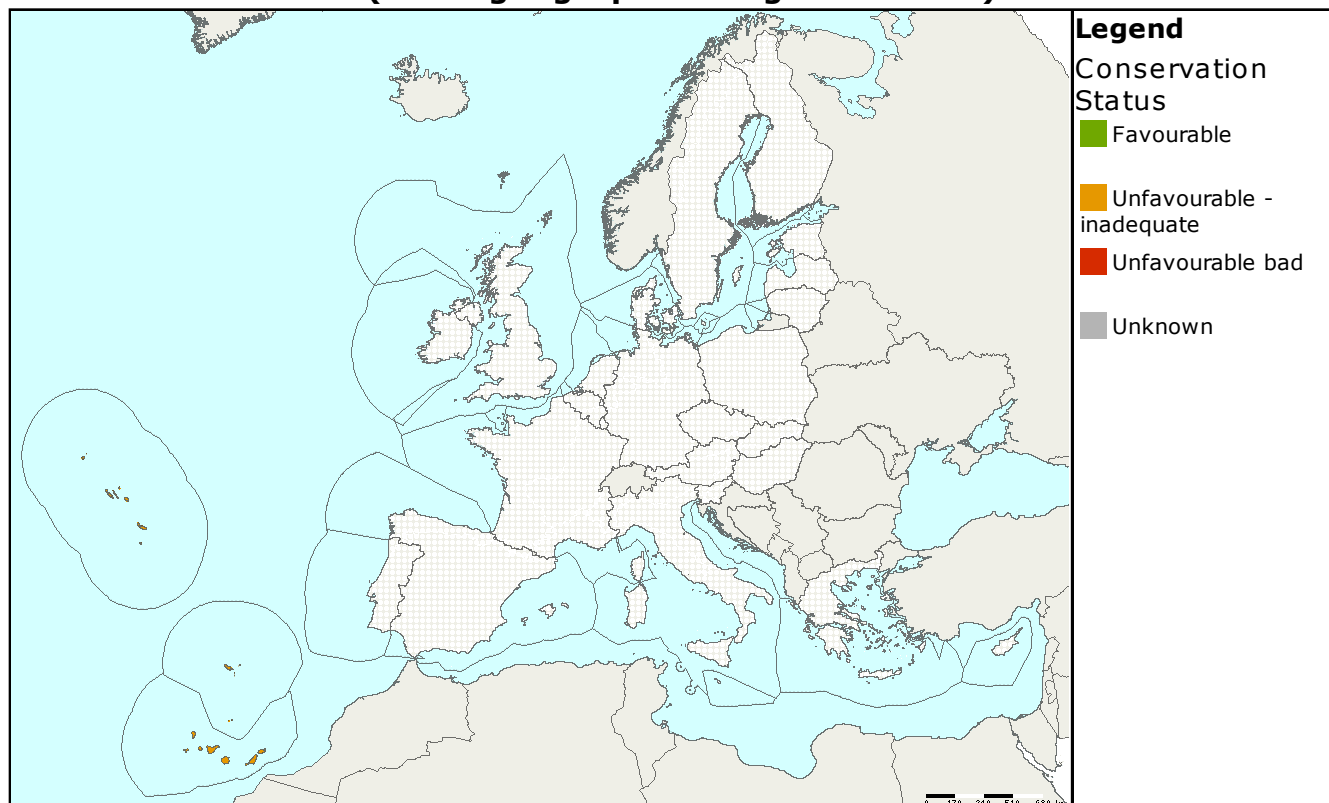 Legend
Conservation
Status
Favourable
Unfavourable -
inadequate
Unfavourable bad
Unknown